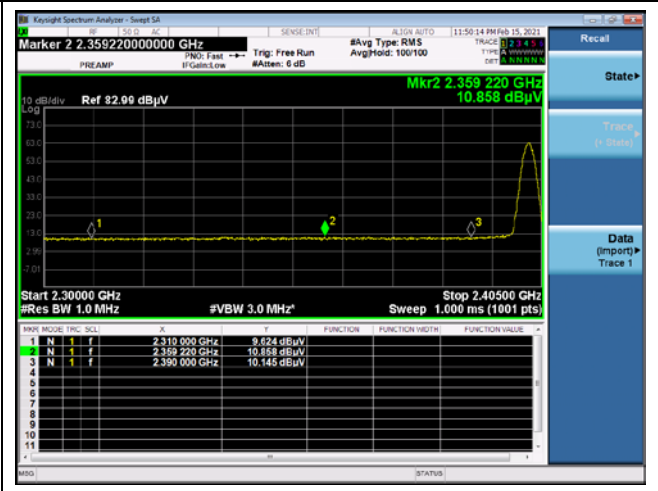 Keysight Spectrum Analyzer - Swept SA
RF 50 Ω AC SENSE:INT ALIGN AUTO 11:50:14 PM Feb 15, 2021
Marker 2 2.359220000000 GHz
PREAMP
PNO: Fast
IFGain:Low
Trig: Free Run
#Atten: 6 dB
#Avg Type: RMS
Avg|Hold: 100/100
TRACE 1 2 3 4 5 6
TYPE
DET A N N N N N
Recall
State
Trace
(+ State)
Data
(Import)
Trace 1
Mkr2 2.359 220 GHz
10.858 dBµV
10 dB/div
Log
Ref 82.99 dBµV
73.0
63.0
53.0
43.0
33.0
23.0
13.0
2.99
-7.01
1
2
3
Start 2.30000 GHz Stop 2.40500 GHz
#Res BW 1.0 MHz #VBW 3.0 MHz* Sweep 1.000 ms (1001 pts)
MKR MODE TRC SCL X Y FUNCTION FUNCTION WIDTH FUNCTION VALUE
1 N 1 f 2.310 000 GHz 9.624 dBµV
2 N 1 f 2.359 220 GHz 10.858 dBµV
3 N 1 f 2.390 000 GHz 10.145 dBµV
4
5
6
7
8
9
10
11
MSG STATUS